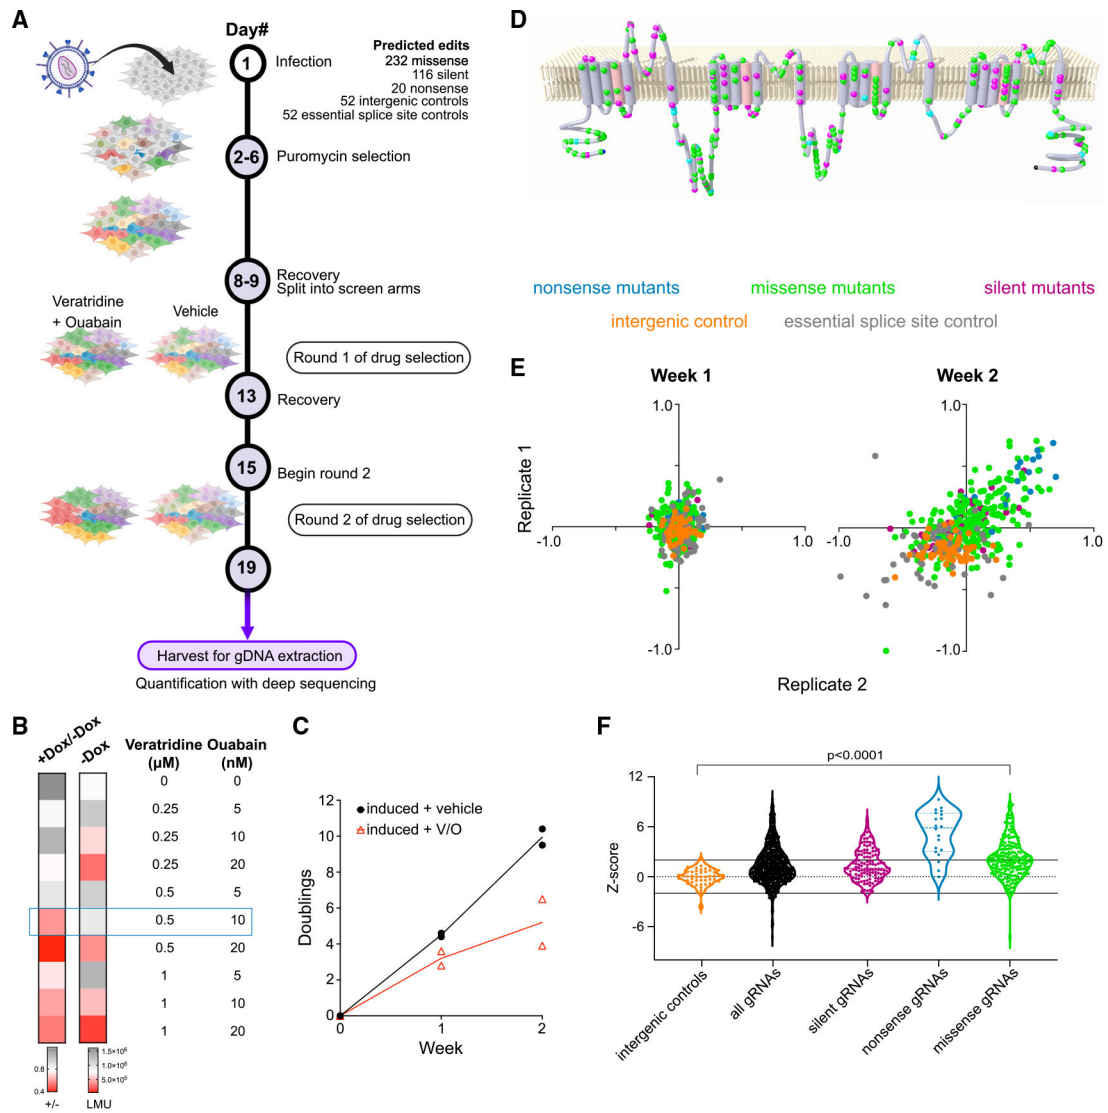 A
Day#
1
Infection
Predicted edits
232 missense
116 silent
20 nonsense
52 intergenic controls
52 essential splice site controls
2-6
Puromycin selection
8-9
Recovery
Split into screen arms
Veratridine
+ Ouabain
Vehicle
Round 1 of drug selection
13
Recovery
15
Begin round 2
Round 2 of drug selection
19
Harvest for gDNA extraction
Quantification with deep sequencing
B
+Dox/-Dox
-Dox
Veratridine Ouabain
(µM) (nM)
0 0
0.25 5
0.25 10
0.25 20
0.5 5
0.5 10
0.5 20
1 5
1 10
1 20
0.8
0.4
+/-
1.5×10⁶
1.0×10⁶
5.0×10⁵
LMU
C
12
10
8
6
4
2
0
Doublings
induced + vehicle
induced + V/O
0 1 2
Week
D
nonsense mutants missense mutants silent mutants
intergenic control essential splice site control
E
Week 1
Week 2
1.0
1.0
Replicate 1
-1.0
1.0
-1.0
1.0
-1.0
-1.0
Replicate 2
F
p<0.0001
12
6
0
-6
Z-score
intergenic controls
all gRNAs
silent gRNAs
nonsense gRNAs
missense gRNAs